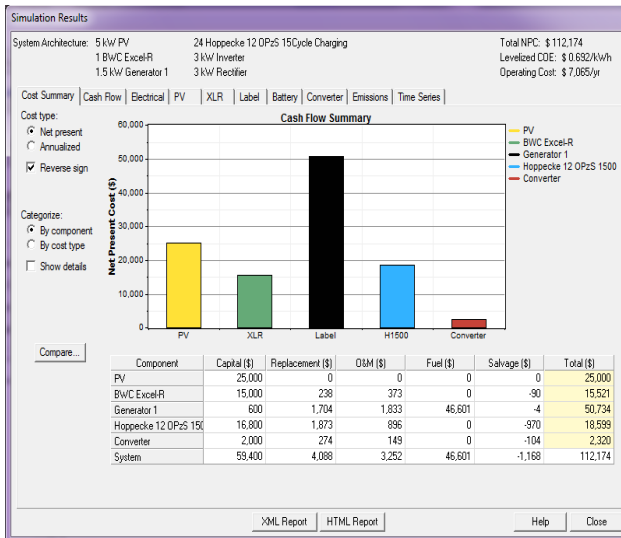 Simulation Results
System Architecture: 5 kW PV 24 Hoppecke 12 OPzS 15Cycle Charging Total NPC: $ 112,174
1 BWC Excel-R 3 kW Inverter Levelized COE: $ 0.692/kWh
1.5 kW Generator 1 3 kW Rectifier Operating Cost: $ 7,065/yr
Cost Summary Cash Flow Electrical PV XLR Label Battery Converter Emissions Time Series
Cost type:
Net present
Annualized
Reverse sign
Categorize:
By component
By cost type
Show details
Compare...
Cash Flow Summary
Net Present Cost ($)
60,000
50,000
40,000
30,000
20,000
10,000
0
PV XLR Label H1500 Converter
PV
BWC Excel-R
Generator 1
Hoppecke 12 OPzS 1500
Converter
Component Capital ($) Replacement ($) O&M ($) Fuel ($) Salvage ($) Total ($)
PV 25,000 0 0 0 0 25,000
BWC Excel-R 15,000 238 373 0 -90 15,521
Generator 1 600 1,704 1,833 46,601 -4 50,734
Hoppecke 12 OPzS 150 16,800 1,873 896 0 -970 18,599
Converter 2,000 274 149 0 -104 2,320
System 59,400 4,088 3,252 46,601 -1,168 112,174
XML Report HTML Report Help Close